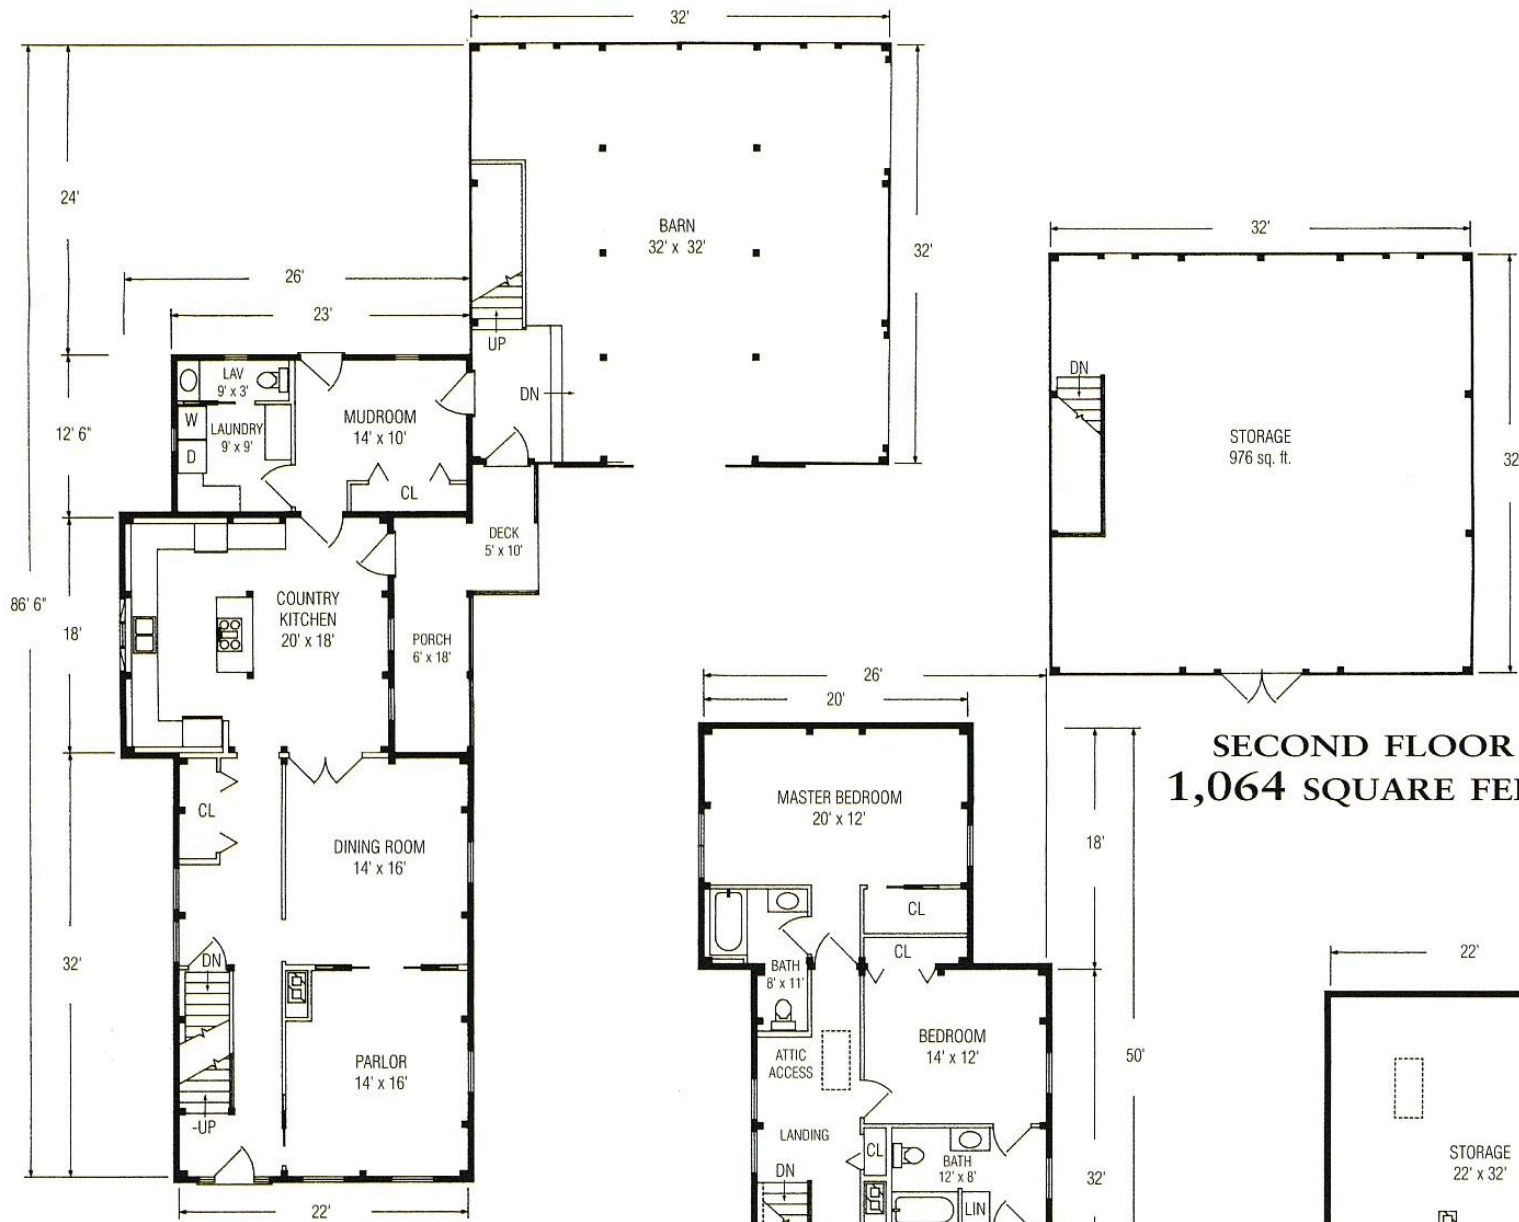 32'
24'
BARN
32' x 32'
32'
26'
23'
UP
DN
LAV
9' x 3'
W
LAUNDRY
9' x 9'
D
MUDROOM
14' x 10'
CL
12' 6"
DECK
5' x 10'
COUNTRY
KITCHEN
20' x 18'
PORCH
6' x 18'
86' 6"
18'
CL
DINING ROOM
14' x 16'
32'
DN
PARLOR
14' x 16'
-UP
22'
32'
DN
STORAGE
976 sq. ft.
32
SECOND FLOOR
1,064 SQUARE FE
26'
20'
MASTER BEDROOM
20' x 12'
18'
CL
CL
BATH
8' x 11'
BEDROOM
14' x 12'
50'
ATTIC
ACCESS
LANDING
DN
CL
BATH
12' x 8'
LIN
32'
22'
STORAGE
22' x 32'